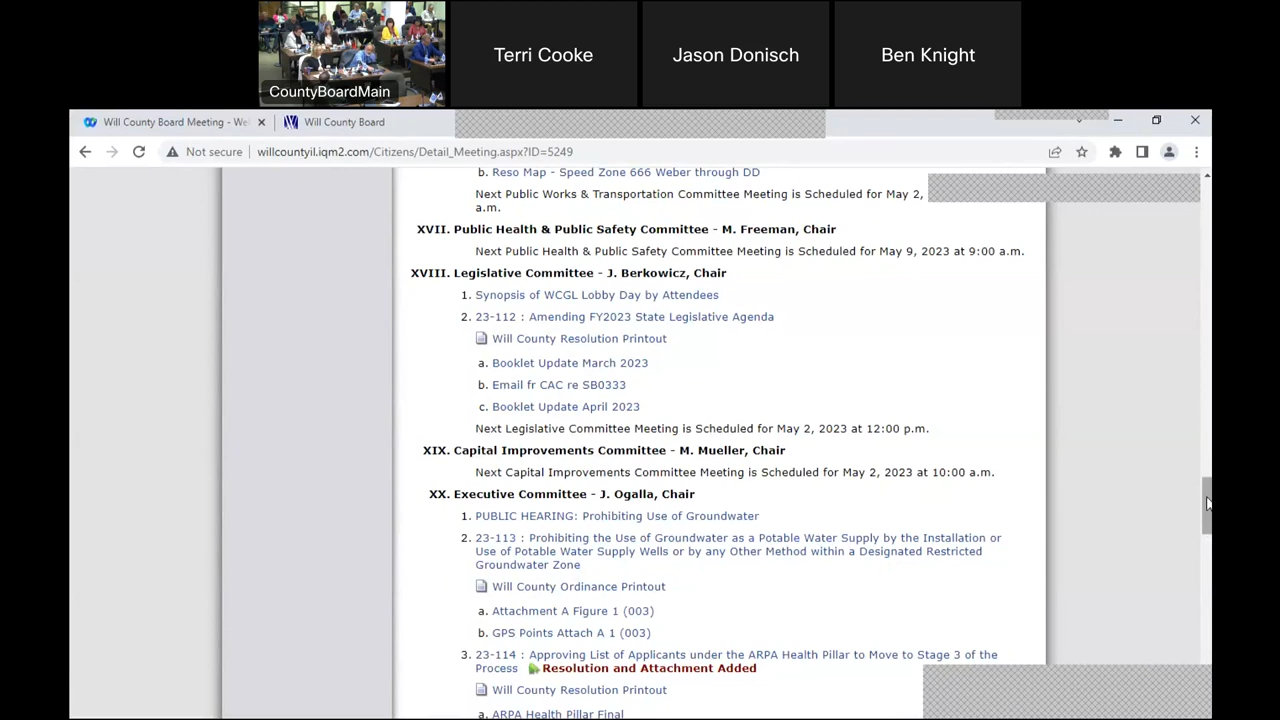 CountyBoardMain
Terri Cooke
Jason Donisch
Ben Knight
Will County Board Meeting - We
Will County Board
Not secure
willcountyil.iqm2.com/Citizens/Detail_Meeting.aspx?ID=5249
b. Reso Map - Speed Zone 666 Weber through DD
Next Public Works & Transportation Committee Meeting is Scheduled for May 2,
a.m.
XVII. Public Health & Public Safety Committee - M. Freeman, Chair
Next Public Health & Public Safety Committee Meeting is Scheduled for May 9, 2023 at 9:00 a.m.
XVIII. Legislative Committee - J. Berkowicz, Chair
1. Synopsis of WCGL Lobby Day by Attendees
2. 23-112 : Amending FY2023 State Legislative Agenda
Will County Resolution Printout
a. Booklet Update March 2023
b. Email fr CAC re SB0333
c. Booklet Update April 2023
Next Legislative Committee Meeting is Scheduled for May 2, 2023 at 12:00 p.m.
XIX. Capital Improvements Committee - M. Mueller, Chair
Next Capital Improvements Committee Meeting is Scheduled for May 2, 2023 at 10:00 a.m.
XX. Executive Committee - J. Ogalla, Chair
1. PUBLIC HEARING: Prohibiting Use of Groundwater
2. 23-113 : Prohibiting the Use of Groundwater as a Potable Water Supply by the Installation or
Use of Potable Water Supply Wells or by any Other Method within a Designated Restricted
Groundwater Zone
Will County Ordinance Printout
a. Attachment A Figure 1 (003)
b. GPS Points Attach A 1 (003)
3. 23-114 : Approving List of Applicants under the ARPA Health Pillar to Move to Stage 3 of the
Process Resolution and Attachment Added
Will County Resolution Printout
a. ARPA Health Pillar Final